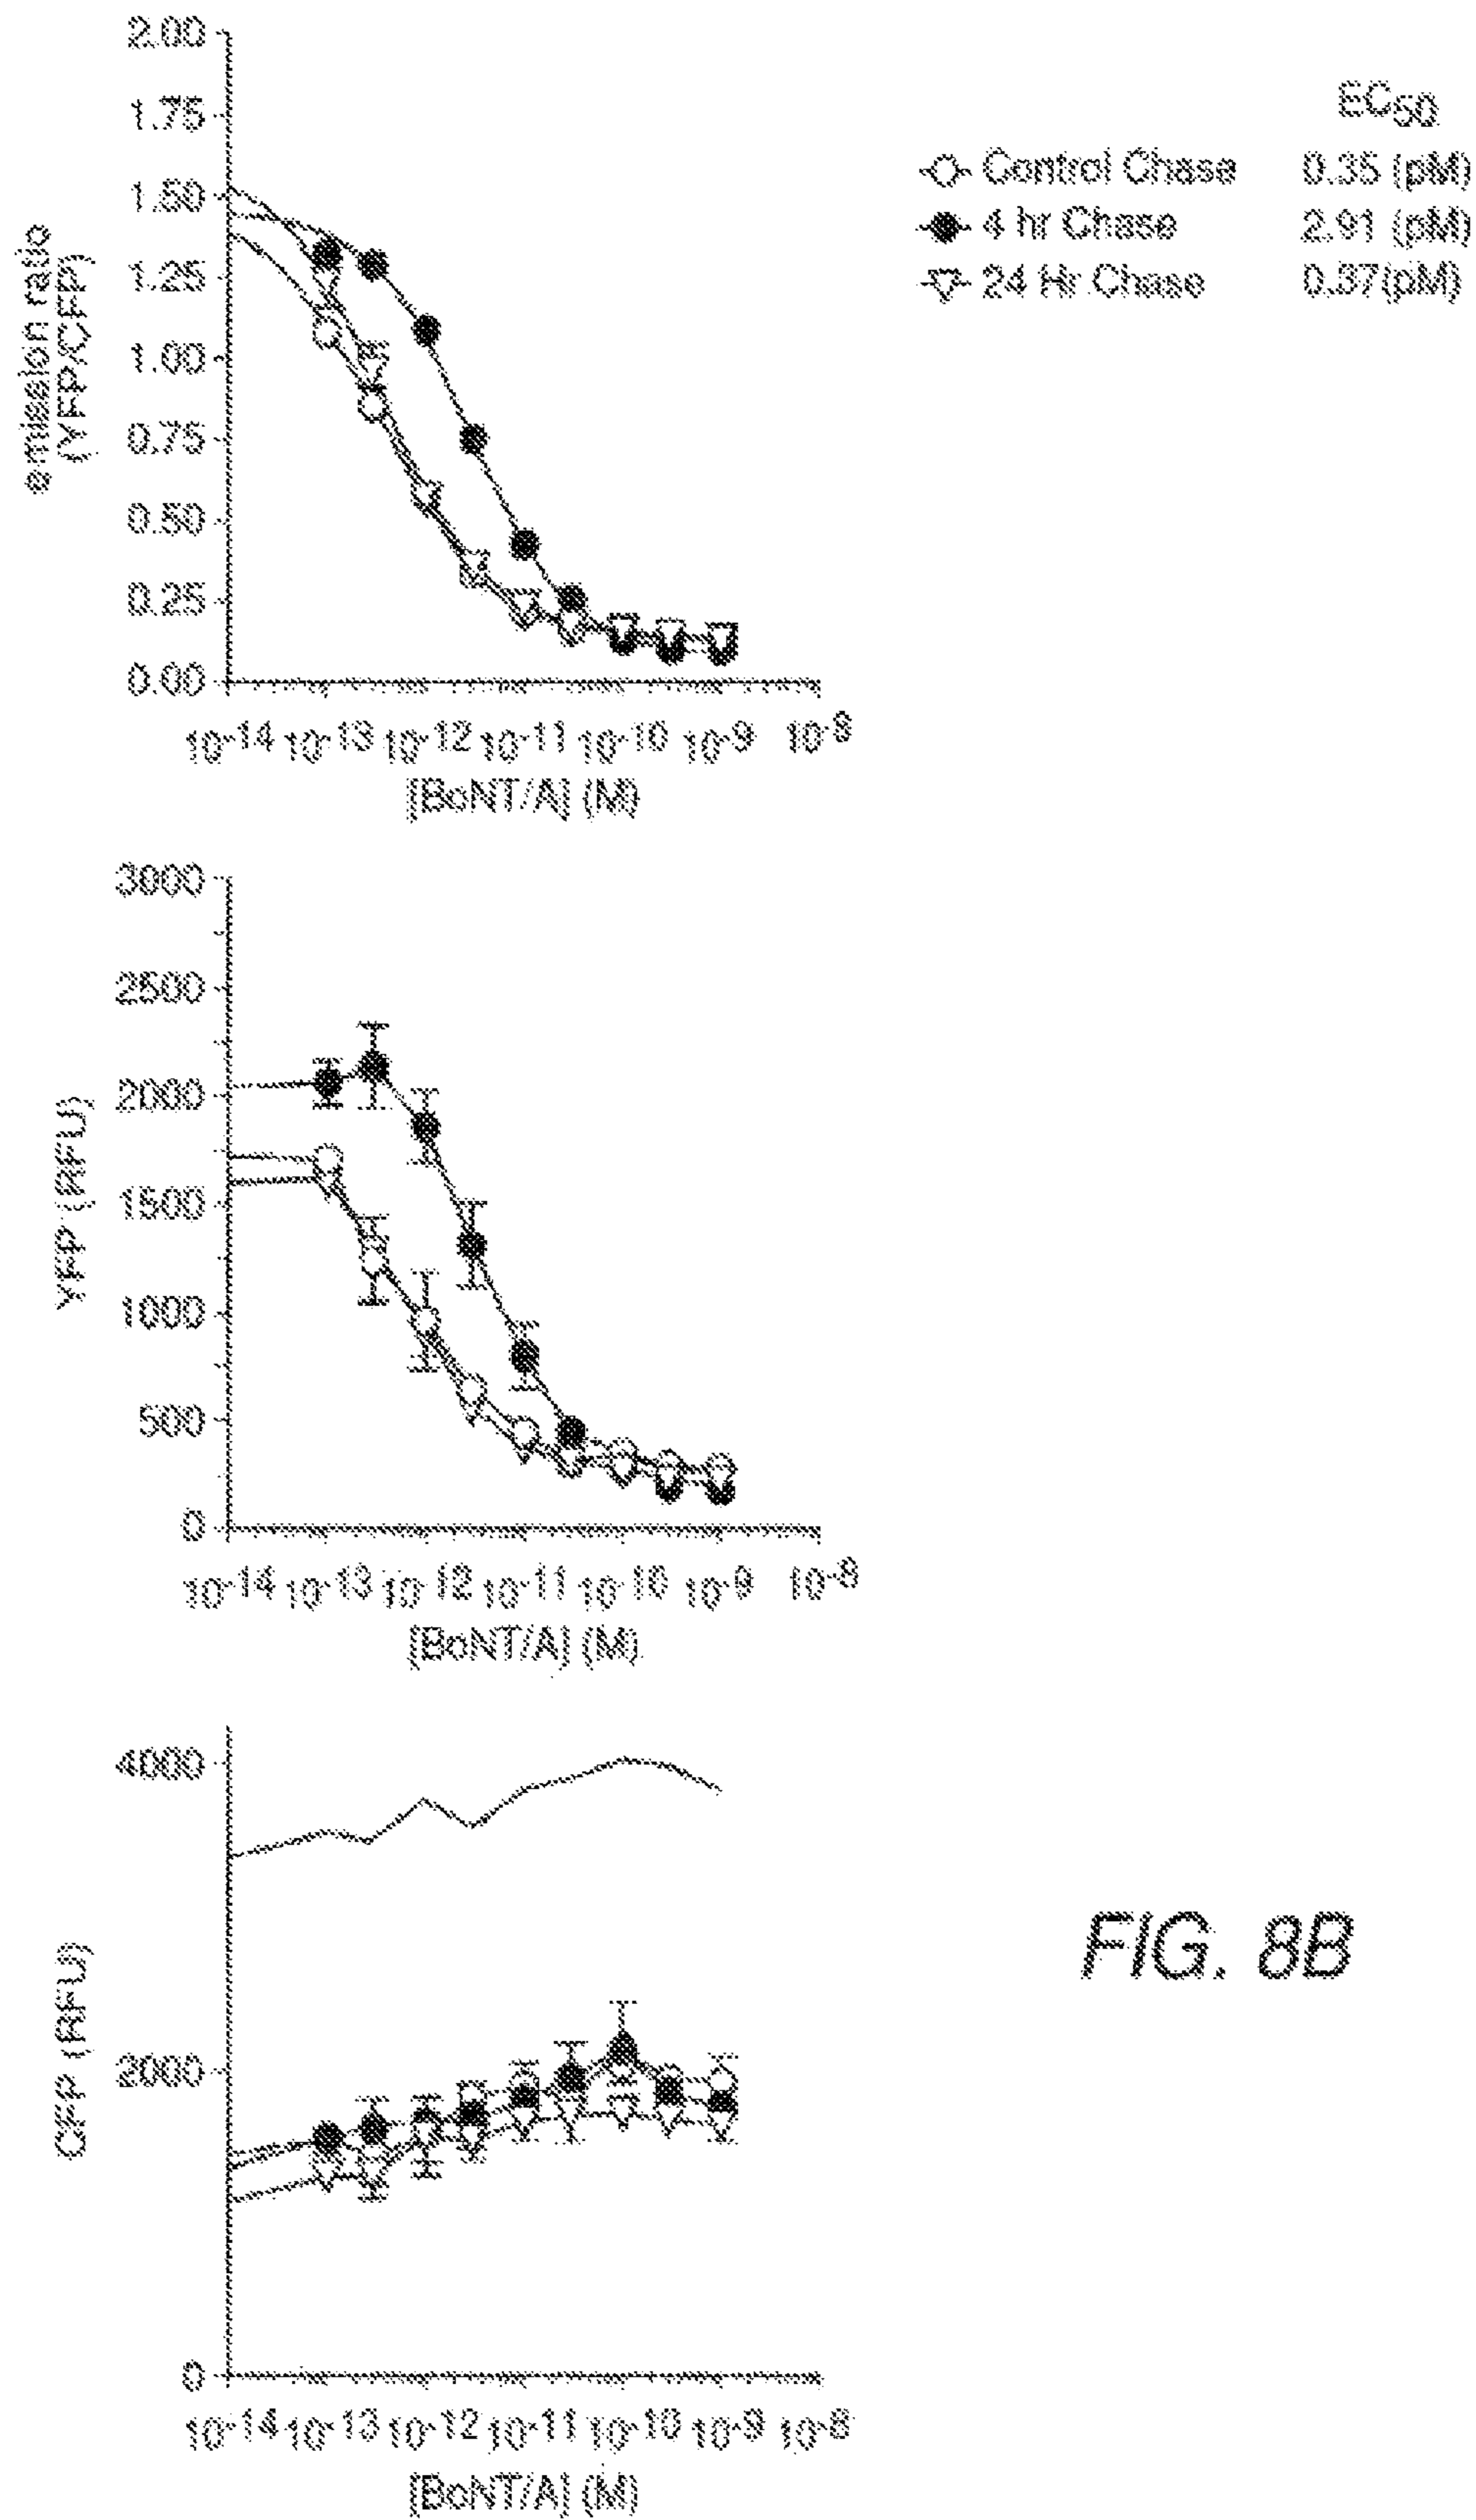 2.00
1.75
1.50
1.25
1.00
0.75
0.50
0.25
0.00
emission ratio
(YFP/CFP)
10-14 10-13 10-12 10-11 10-10 10-9 10-8
[BoNT/A] (M)
EC50
Control Chase 0.35 (pM)
4 hr Chase 2.91 (pM)
24 Hr Chase 0.37(pM)
3000
2500
2000
1500
1000
500
0
YFP (RFU)
10-14 10-13 10-12 10-11 10-10 10-9 10-8
[BoNT/A] (M)
4000
2000
0
CFP (RFU)
10-14 10-13 10-12 10-11 10-10 10-9 10-8
[BoNT/A] (M)
FIG. 8B